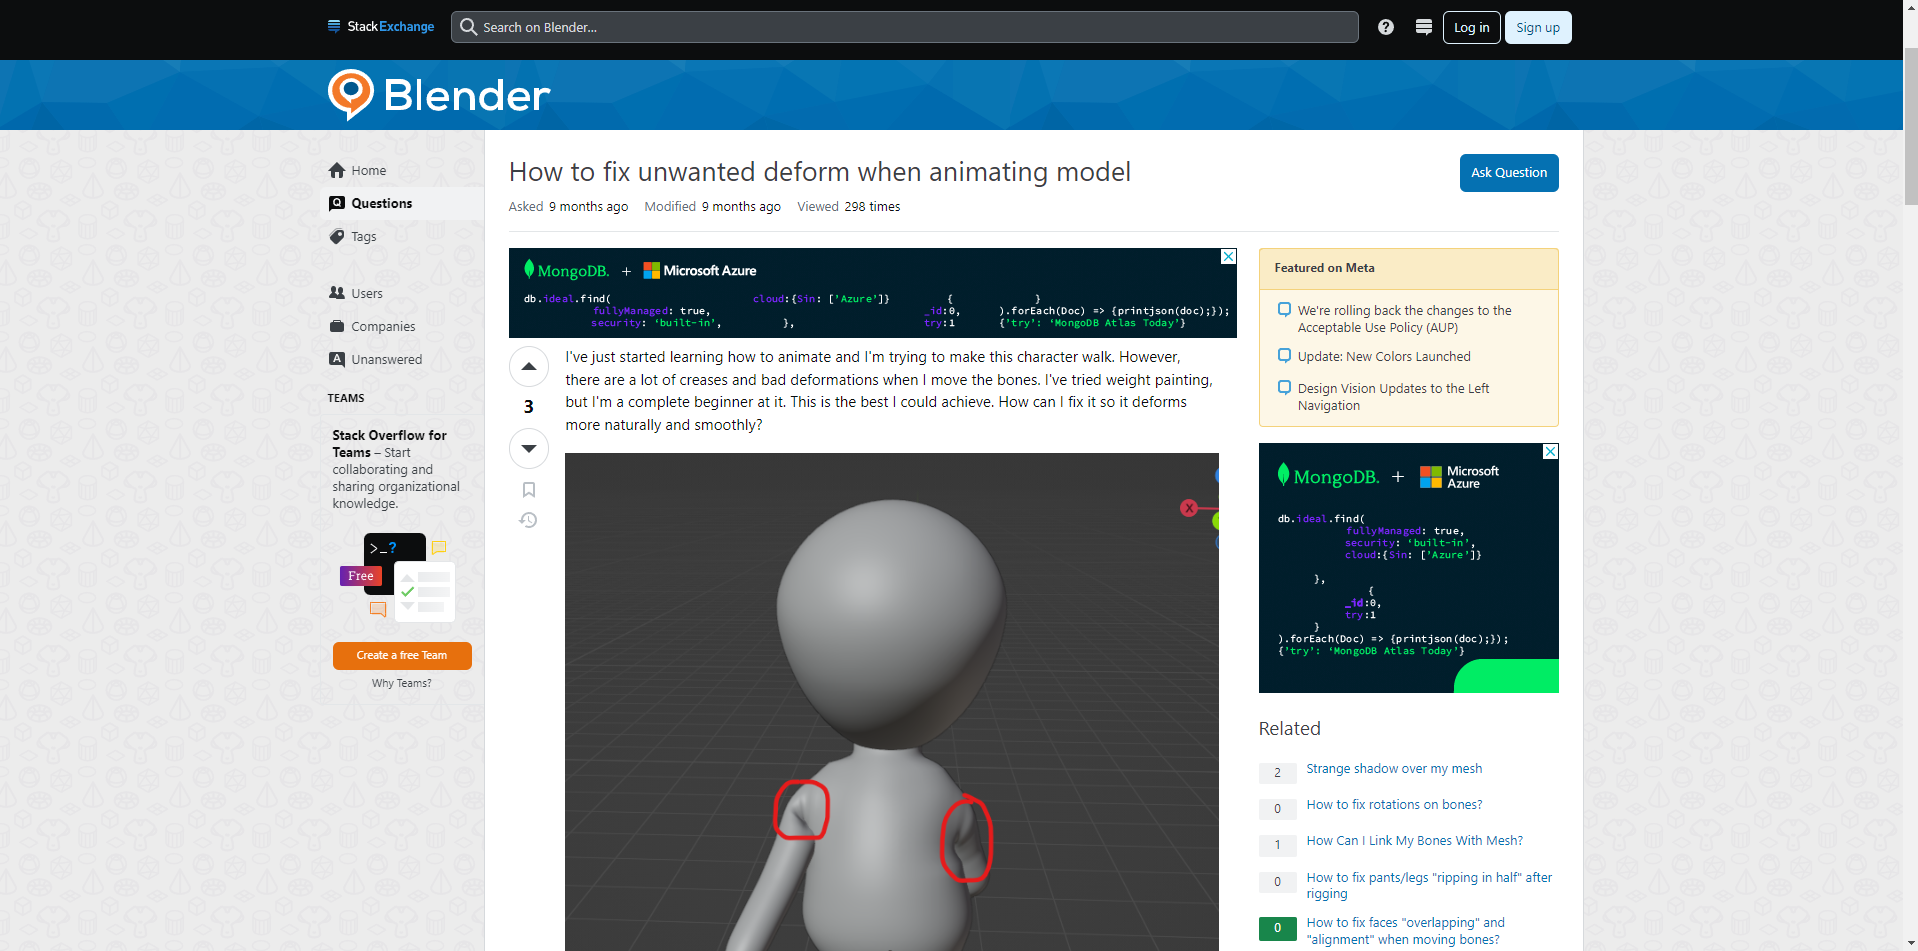 StackExchange
Search on Blender...
Log in
Sign up
Blender
Home
Questions
Tags
Users
Companies
Unanswered
TEAMS
Stack Overflow for
Teams – Start
collaborating and
sharing organizational
knowledge.
>_?
Free
Create a free Team
Why Teams?
How to fix unwanted deform when animating model
Ask Question
Asked 9 months ago Modified 9 months ago Viewed 298 times
MongoDB. + Microsoft Azure
db.ideal.find( cloud:{Sin: ['Azure']} { }
fullyManaged: true, _id:0, ).forEach(Doc) => {printjson(doc);});
security: 'built-in', }, try:1 {'try': 'MongoDB Atlas Today'}
3
I've just started learning how to animate and I'm trying to make this character walk. However,
there are a lot of creases and bad deformations when I move the bones. I've tried weight painting,
but I'm a complete beginner at it. This is the best I could achieve. How can I fix it so it deforms
more naturally and smoothly?
X
Featured on Meta
We're rolling back the changes to the
Acceptable Use Policy (AUP)
Update: New Colors Launched
Design Vision Updates to the Left
Navigation
MongoDB. + Microsoft
Azure
db.ideal.find(
fullyManaged: true,
security: 'built-in',
cloud:{Sin: ['Azure']}
},
{
_id:0,
try:1
}
).forEach(Doc) => {printjson(doc);});
{'try': 'MongoDB Atlas Today'}
Related
2 Strange shadow over my mesh
0 How to fix rotations on bones?
1 How Can I Link My Bones With Mesh?
0 How to fix pants/legs "ripping in half" after
rigging
0 How to fix faces "overlapping" and
"alignment" when moving bones?